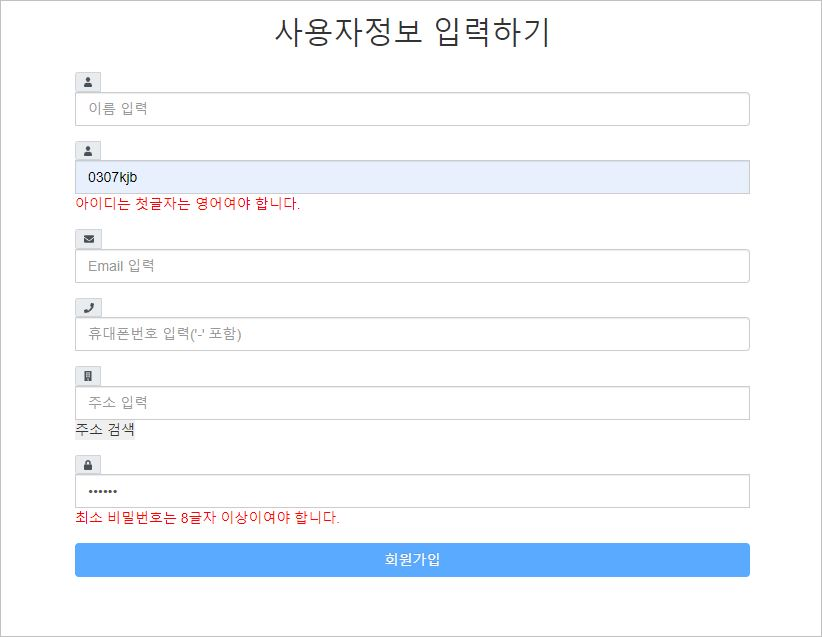 사용자정보 입력하기
이름 입력
0307kjb
아이디는 첫글자는 영어여야 합니다.
Email 입력
휴대폰번호 입력('-' 포함)
주소 입력
주소 검색
••••••
최소 비밀번호는 8글자 이상이여야 합니다.
회원가입